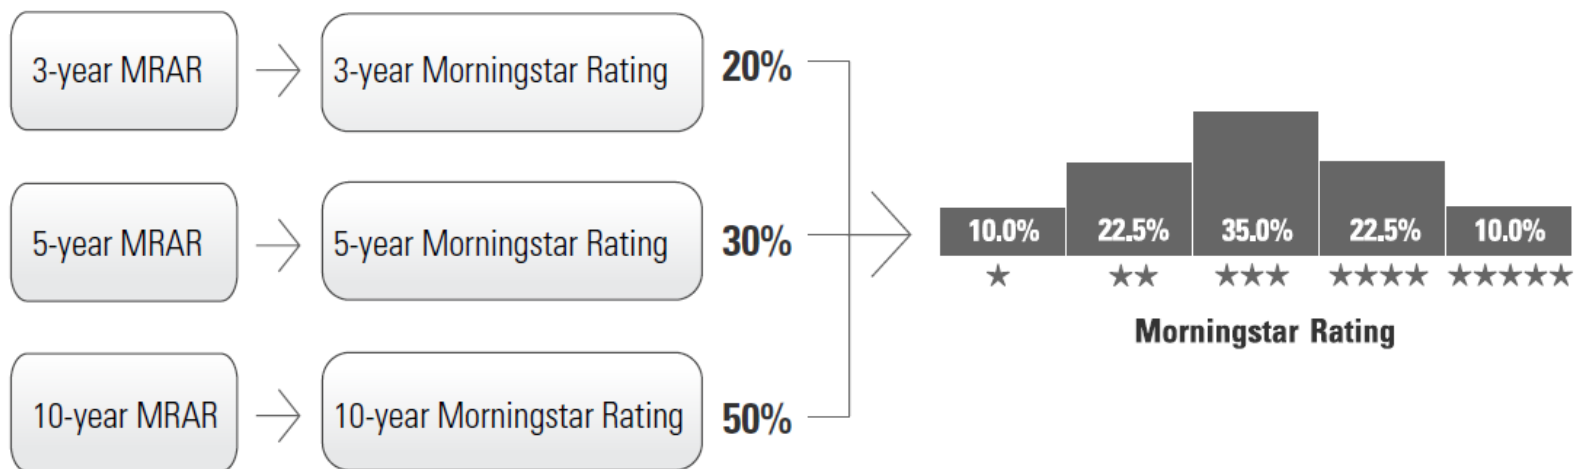 3-year MRAR
3-year Morningstar Rating
20%
5-year MRAR
5-year Morningstar Rating
30%
10-year MRAR
10-year Morningstar Rating
50%
10.0% 22.5% 35.0% 22.5% 10.0%
★ ★★ ★★★ ★★★★ ★★★★★
Morningstar Rating